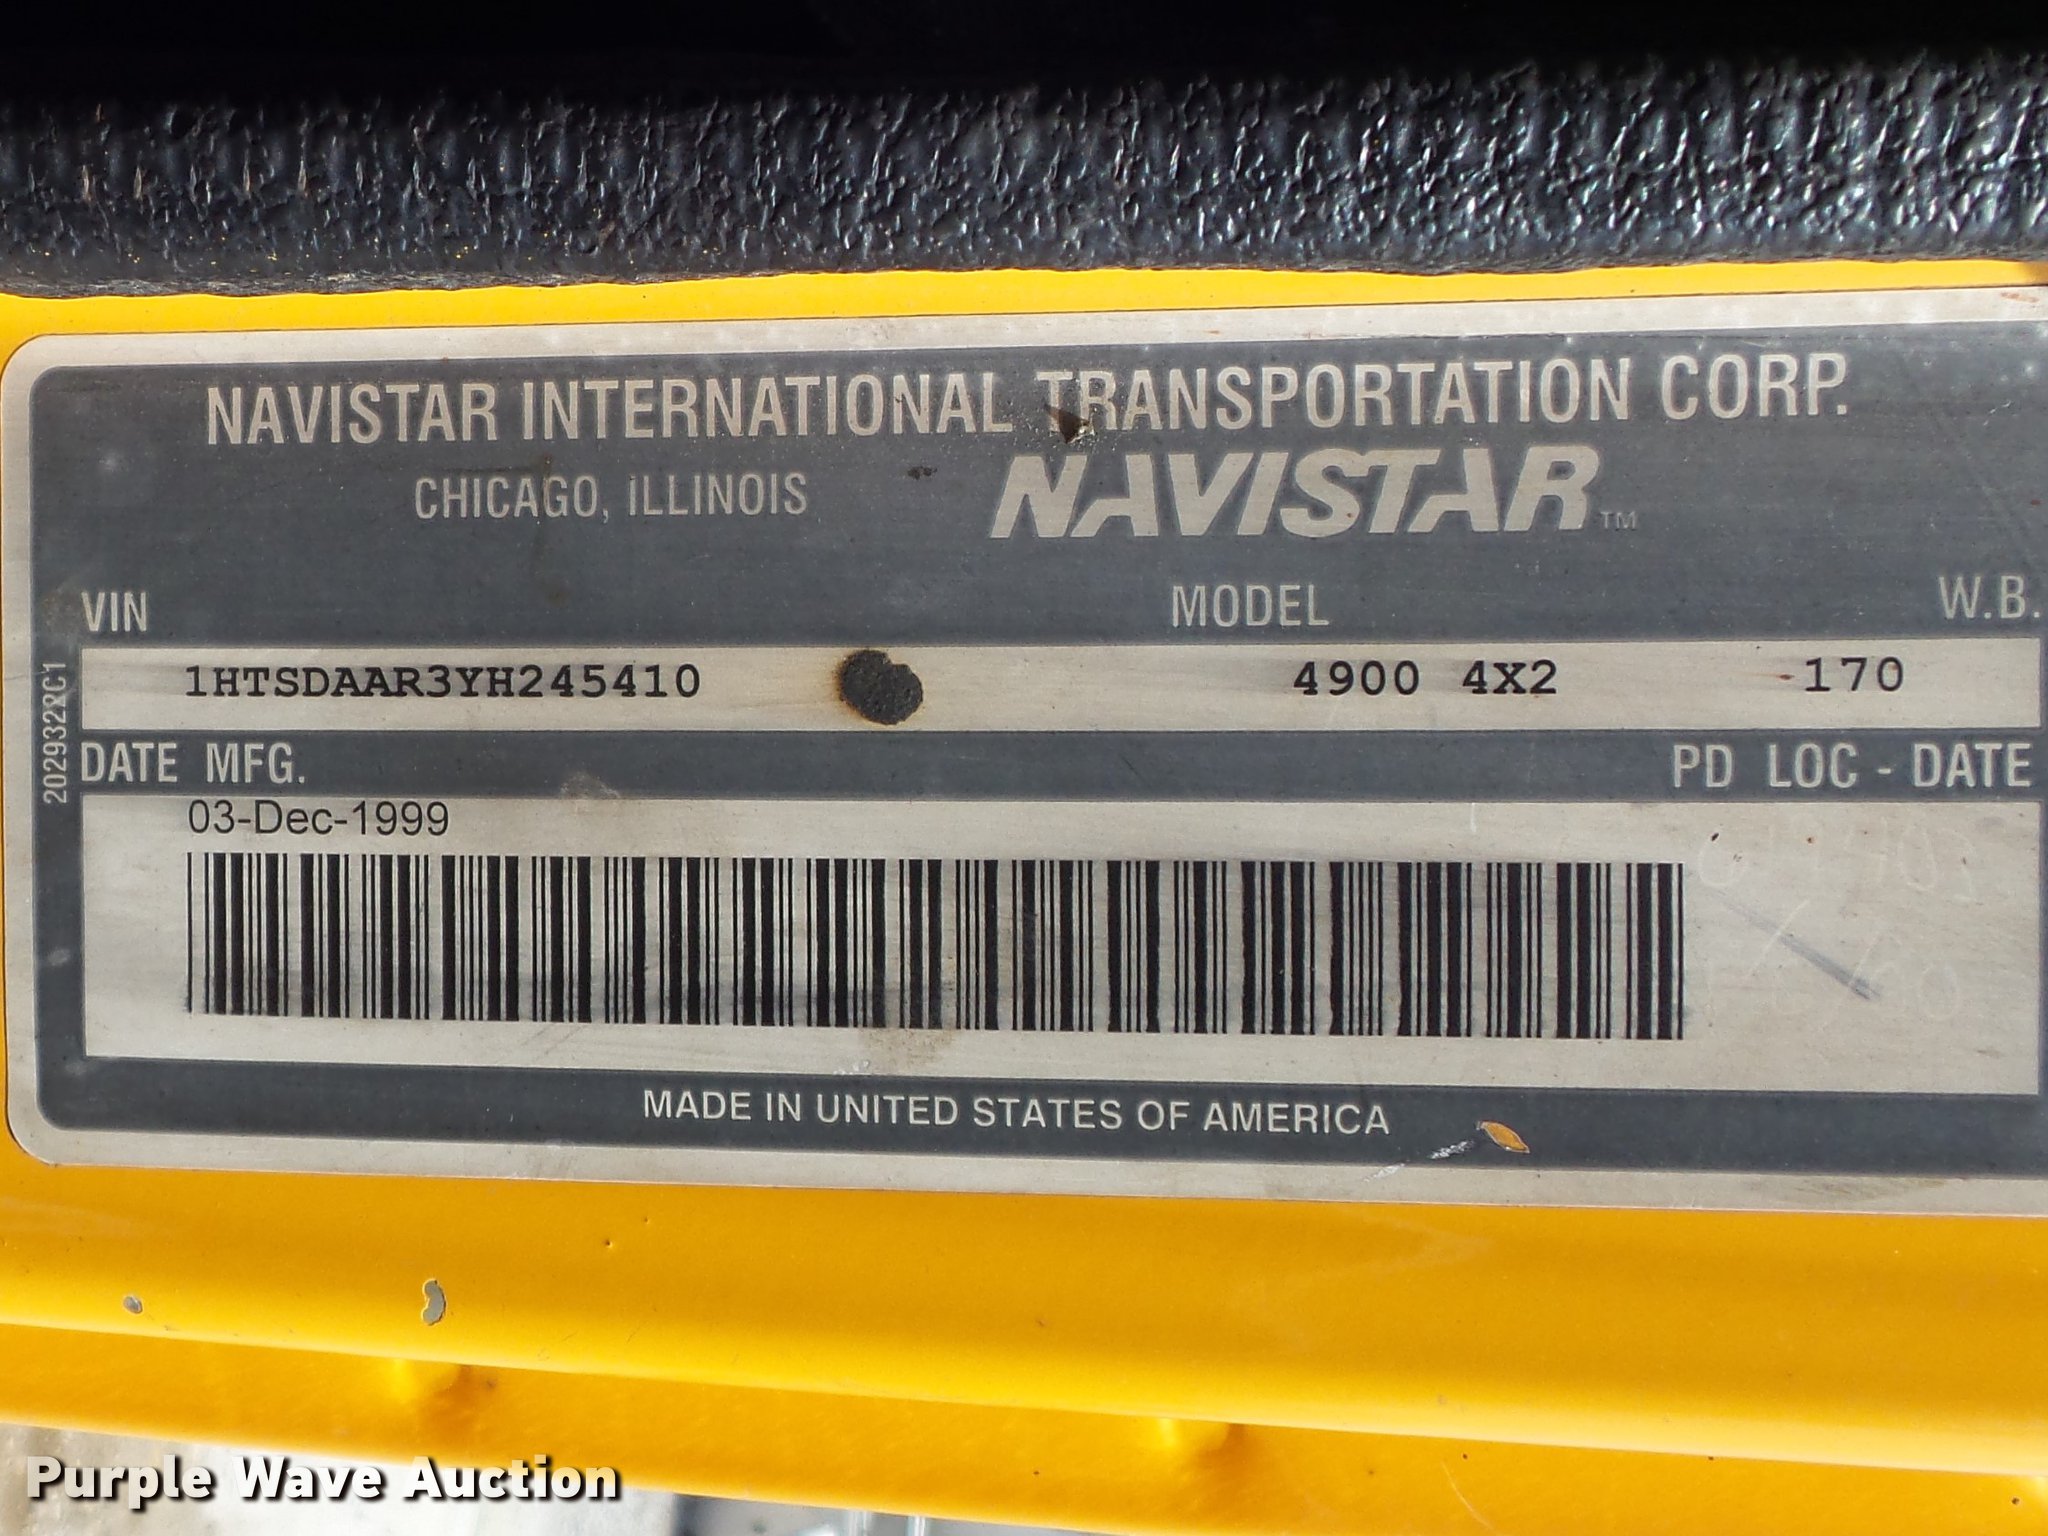 NAVISTAR INTERNATIONAL TRANSPORTATION CORP.
CHICAGO, ILLINOIS NAVISTAR™
VIN MODEL W.B.
1HTSDAAR3YH245410 4900 4X2 170
DATE MFG. PD LOC - DATE
03-Dec-1999
MADE IN UNITED STATES OF AMERICA
Purple Wave Auction